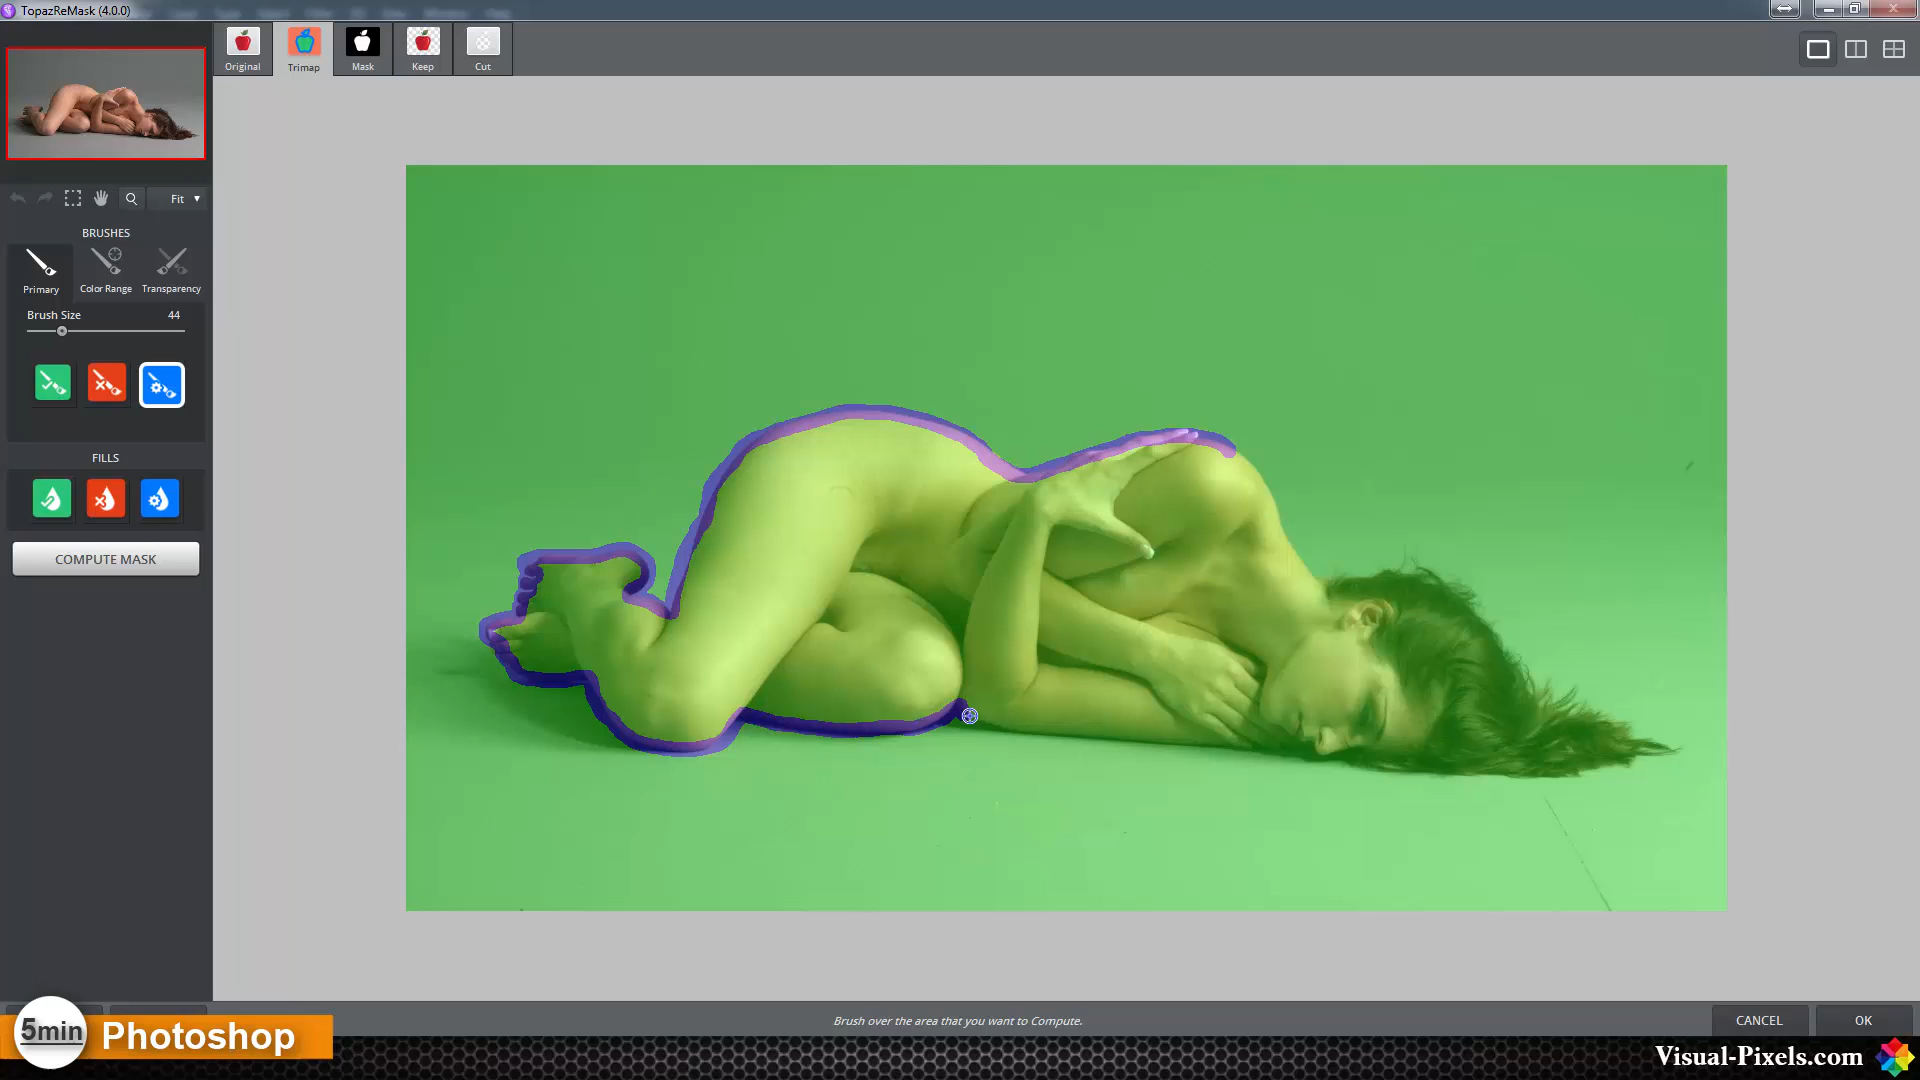 TopazReMask (4.0.0)
Original
Trimap
Mask
Keep
Cut
Fit
BRUSHES
Primary
Color Range
Transparency
Brush Size 44
FILLS
COMPUTE MASK
Brush over the area that you want to Compute.
CANCEL
OK
5min Photoshop
Visual-Pixels.com